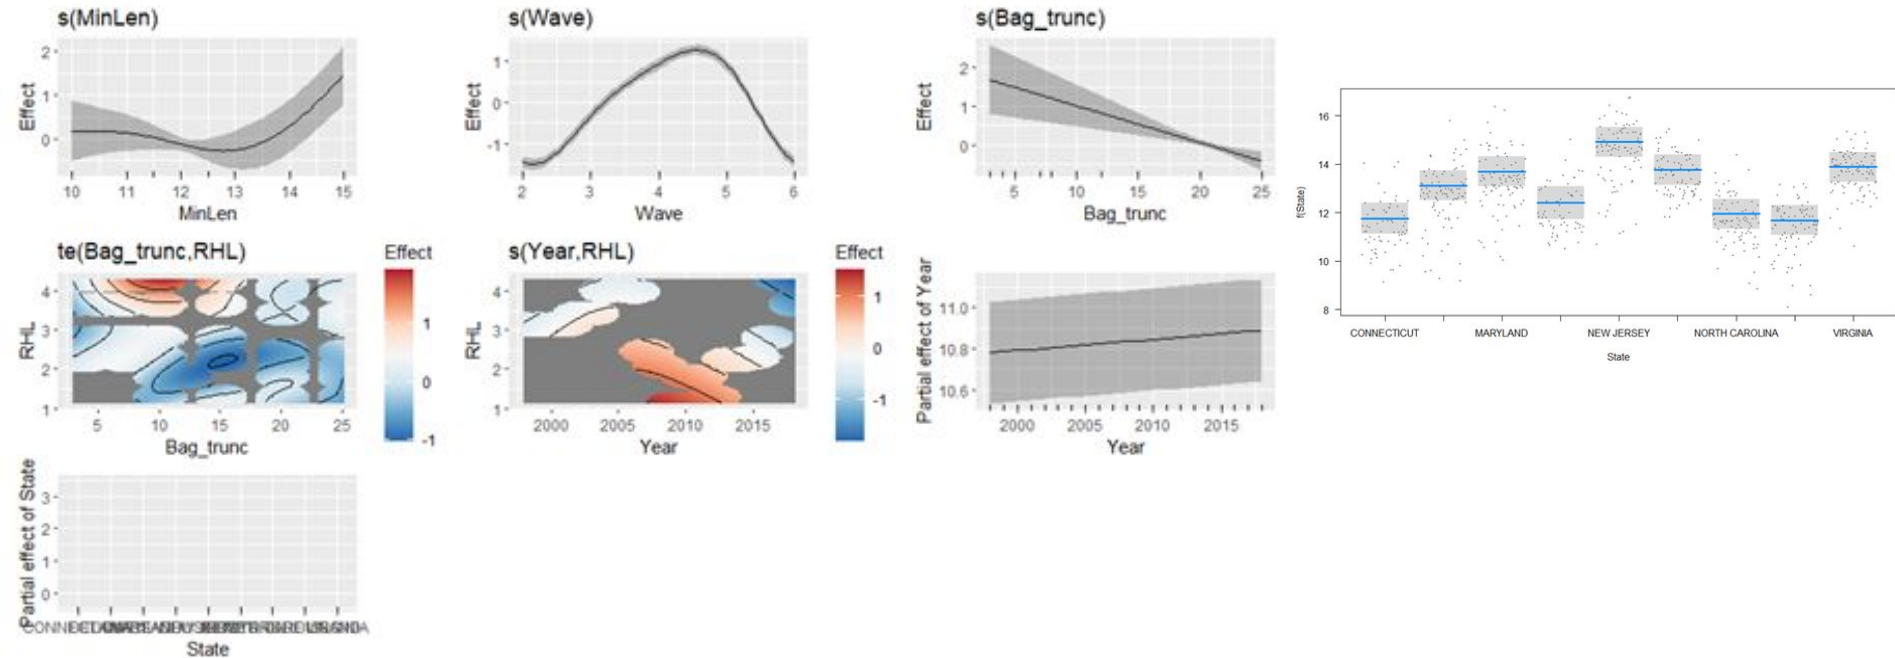 s(MinLen)
Effect
2
1
0
10 11 12 13 14 15
MinLen
s(Wave)
Effect
1
0
-1
2 3 4 5 6
Wave
s(Bag_trunc)
Effect
2
1
0
5 10 15 20 25
Bag_trunc
f(State)
16
14
12
10
8
CONNECTICUT MARYLAND NEW JERSEY NORTH CAROLINA VIRGINIA
State
te(Bag_trunc,RHL)
RHL
4
3
2
1
5 10 15 20 25
Bag_trunc
Effect
1
0
-1
s(Year,RHL)
RHL
4
3
2
1
2000 2005 2010 2015
Year
Effect
1
0
-1
Partial effect of Year
11.0
10.8
10.6
2000 2005 2010 2015
Year
Partial effect of State
3
2
1
0
State